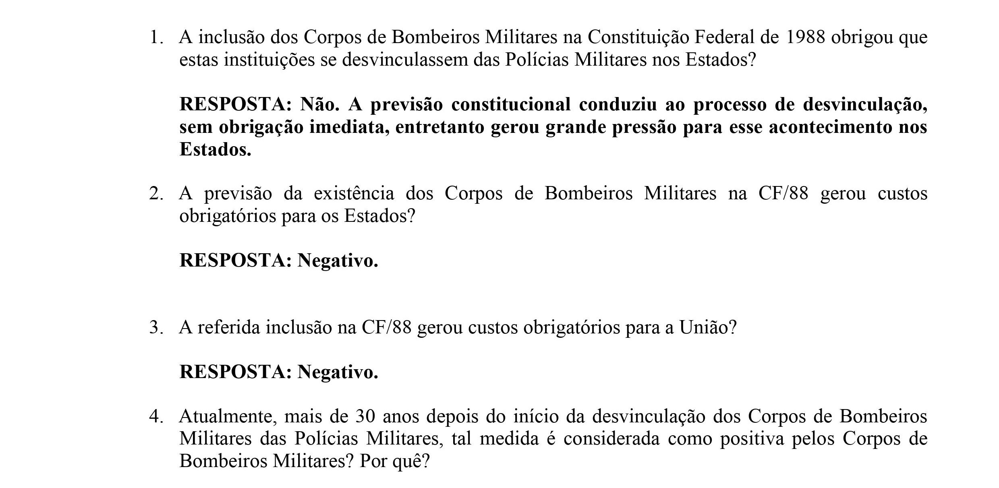 1. A inclusão dos Corpos de Bombeiros Militares na Constituição Federal de 1988 obrigou que
estas instituições se desvinculassem das Polícias Militares nos Estados?
RESPOSTA: Não. A previsão constitucional conduziu ao processo de desvinculação,
sem obrigação imediata, entretanto gerou grande pressão para esse acontecimento nos
Estados.
2. A previsão da existência dos Corpos de Bombeiros Militares na CF/88 gerou custos
obrigatórios para os Estados?
RESPOSTA: Negativo.
3. A referida inclusão na CF/88 gerou custos obrigatórios para a União?
RESPOSTA: Negativo.
4. Atualmente, mais de 30 anos depois do início da desvinculação dos Corpos de Bombeiros
Militares das Polícias Militares, tal medida é considerada como positiva pelos Corpos de
Bombeiros Militares? Por quê?